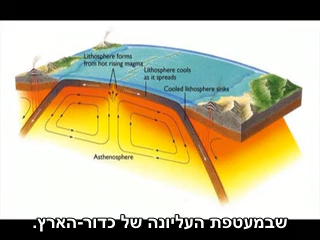 Lithosphere forms
from hot rising magma
Lithosphere cools
as it spreads
Cooled lithosphere sinks
Asthenosphere
שבמעטפת העליונה של כדור-הארץ.